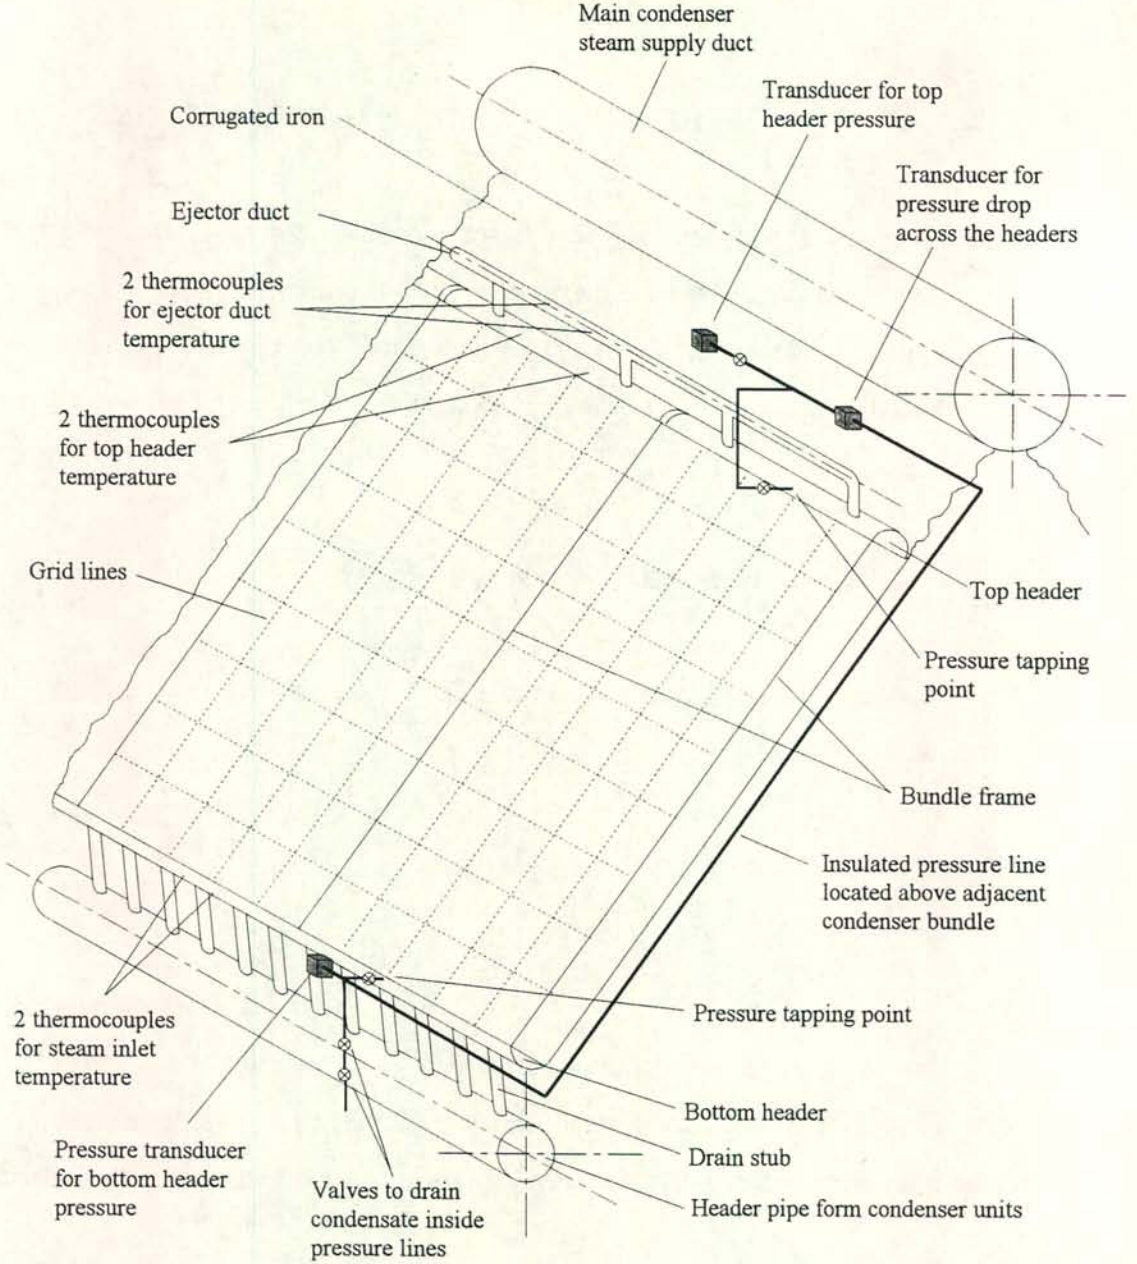 Main condenser
steam supply duct
Transducer for top
header pressure
Corrugated iron
Transducer for
pressure drop
across the headers
Ejector duct
2 thermocouples
for ejector duct
temperature
2 thermocouples
for top header
temperature
Grid lines
Top header
Pressure tapping
point
Bundle frame
Insulated pressure line
located above adjacent
condenser bundle
2 thermocouples
for steam inlet
temperature
Pressure tapping point
Bottom header
Pressure transducer
for bottom header
pressure
Drain stub
Valves to drain
condensate inside
pressure lines
Header pipe form condenser units